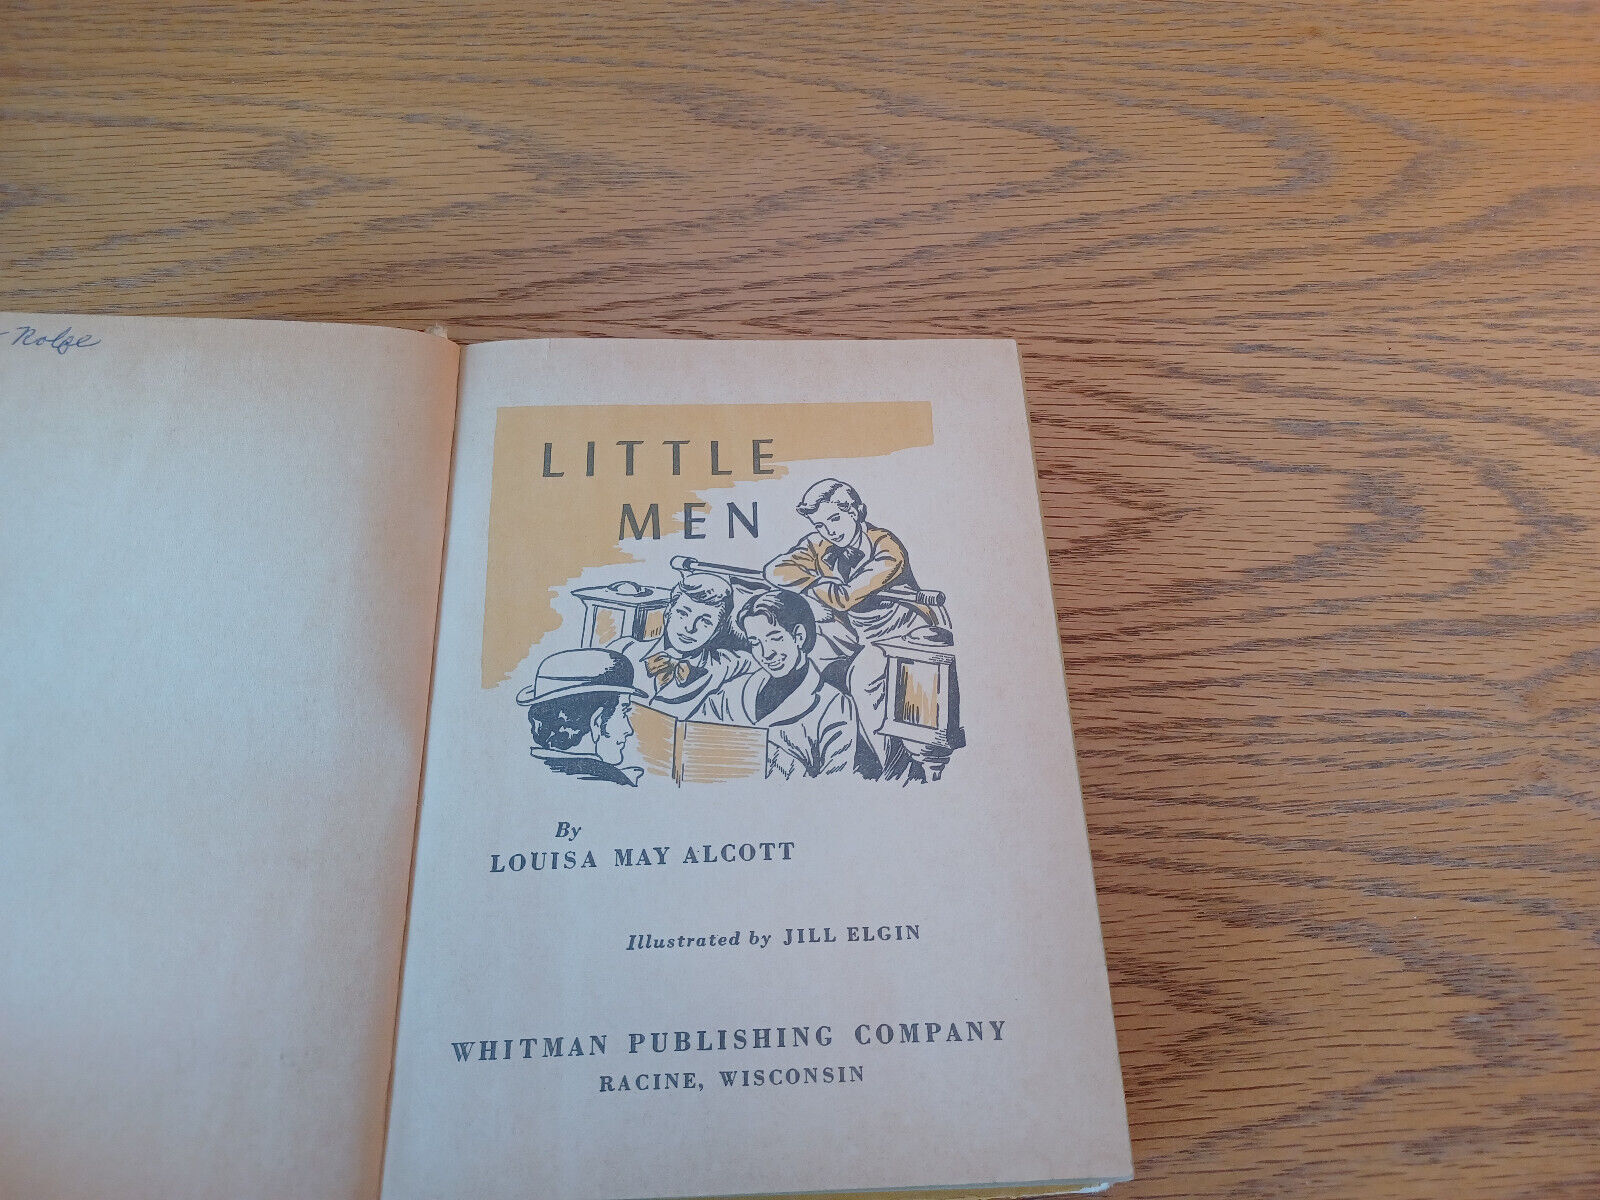 Rolfe
LITTLE
MEN
By
LOUISA MAY ALCOTT
Illustrated by JILL ELGIN
WHITMAN PUBLISHING COMPANY
RACINE, WISCONSIN